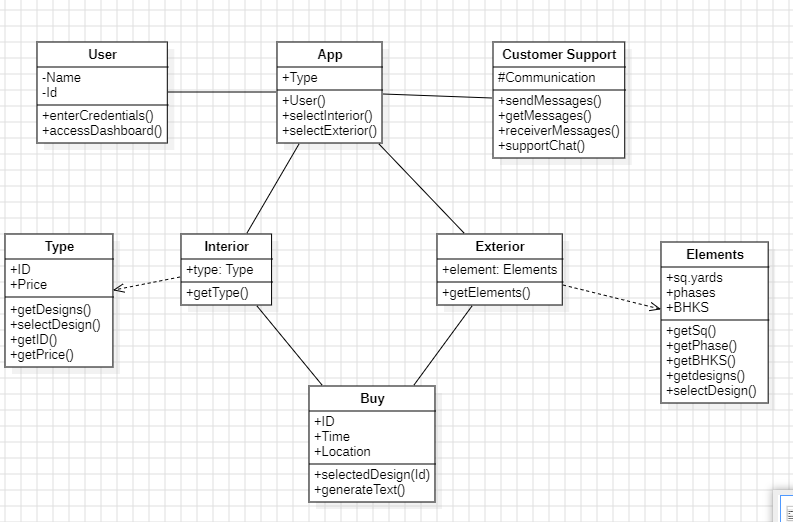 User
-Name
-Id
+enterCredentials()
+accessDashboard()
App
+Type
+User()
+selectInterior()
+selectExterior()
Customer Support
#Communication
+sendMessages()
+getMessages()
+receiverMessages()
+supportChat()
Type
+ID
+Price
+getDesigns()
+selectDesign()
+getID()
+getPrice()
Interior
+type: Type
+getType()
Exterior
+element: Elements
+getElements()
Elements
+sq.yards
+phases
+BHKS
+getSq()
+getPhase()
+getBHKS()
+getdesigns()
+selectDesign()
Buy
+ID
+Time
+Location
+selectedDesign(Id)
+generateText()